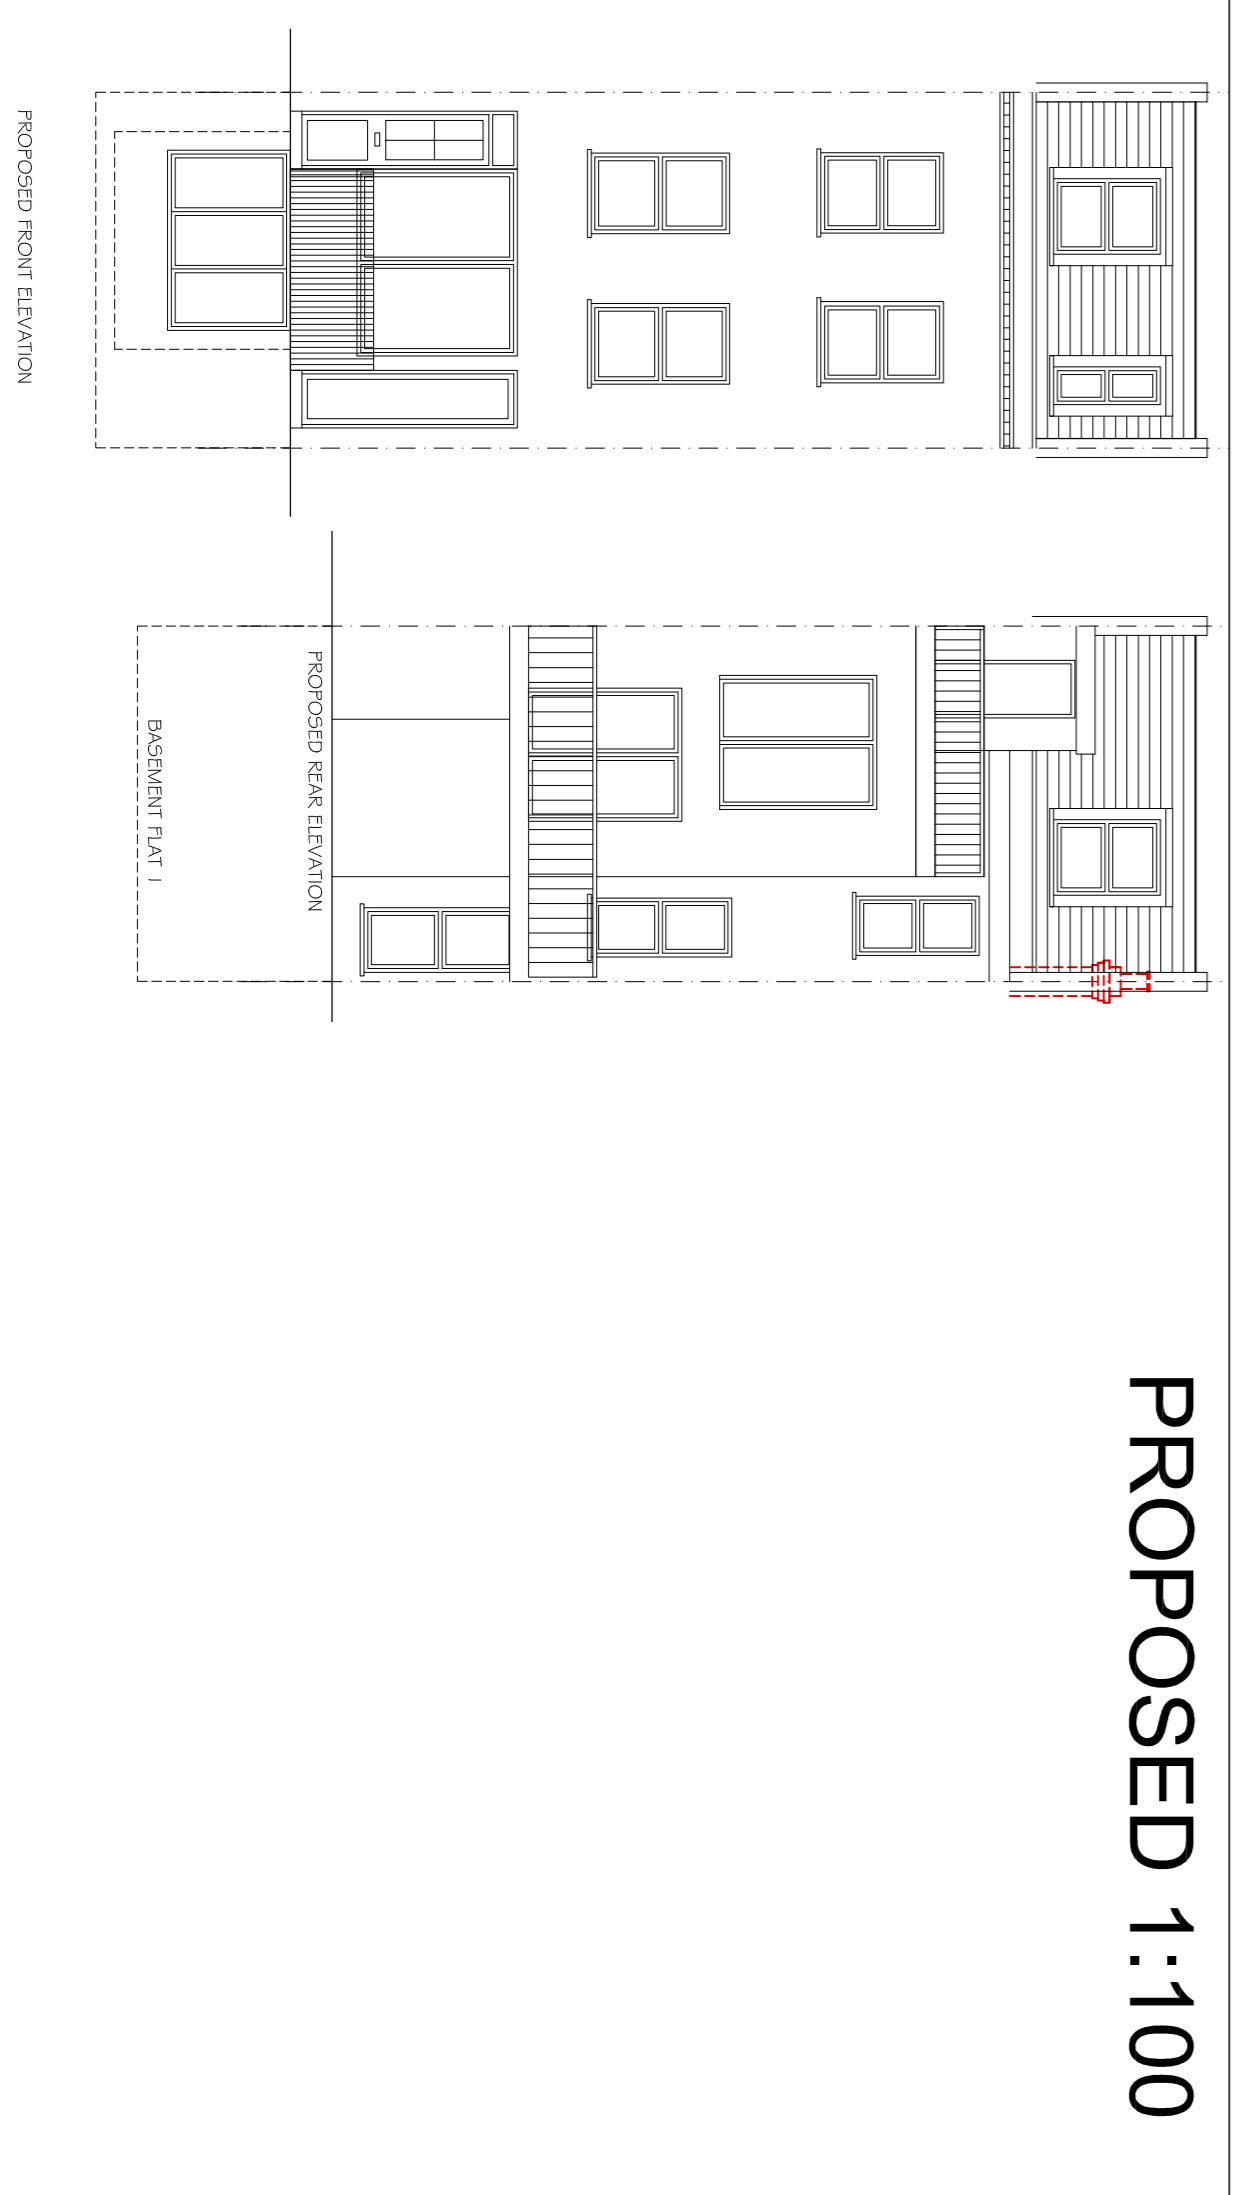 PROPOSED 1:100
PROPOSED REAR ELEVATION
BASEMENT FLAT 1
PROPOSED FRONT ELEVATION